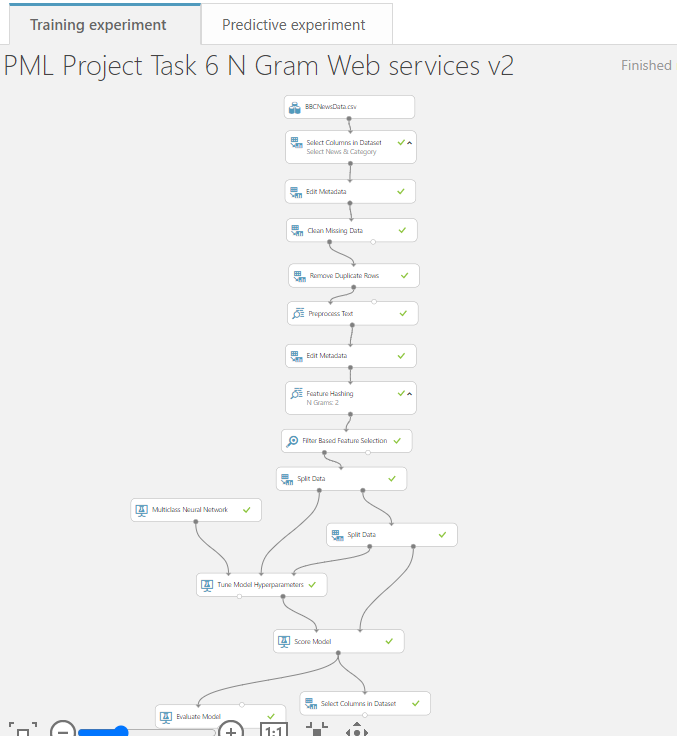 Training experiment
Predictive experiment
PML Project Task 6 N Gram Web services v2
Finished
BBCNewsData.csv
Select Columns in Dataset
Select News & Category
Edit Metadata
Clean Missing Data
Remove Duplicate Rows
Preprocess Text
Edit Metadata
Feature Hashing
N Grams: 2
Filter Based Feature Selection
Split Data
Multiclass Neural Network
Split Data
Tune Model Hyperparameters
Score Model
Select Columns in Dataset
Evaluate Model
1:1